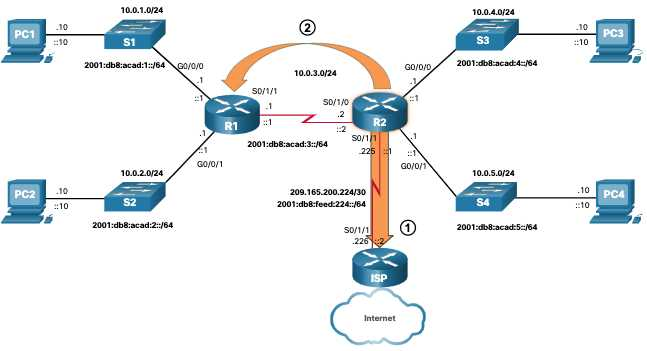 10.0.1.0/24
②
10.0.4.0/24
PC1
.10
::10
S1
S3
.10
::10
PC3
2001:db8:acad:1::/64
G0/0/0
.1
::1
10.0.3.0/24
G0/0/0
2001:db8:acad:4::/64
.1
::1
S0/1/1
.1
::1
R1
S0/1/0
.2
::2
R2
2001:db8:acad:3::/64
.1
::1
G0/0/1
S0/1/1
.225
::1
.1
::1
G0/0/1
10.0.2.0/24
10.0.5.0/24
PC2
.10
::10
S2
209.165.200.224/30
2001:db8:feed:224::/64
S4
.10
::10
PC4
2001:db8:acad:2::/64
2001:db8:acad:5::/64
S0/1/1
.226
::2
①
ISP
Internet